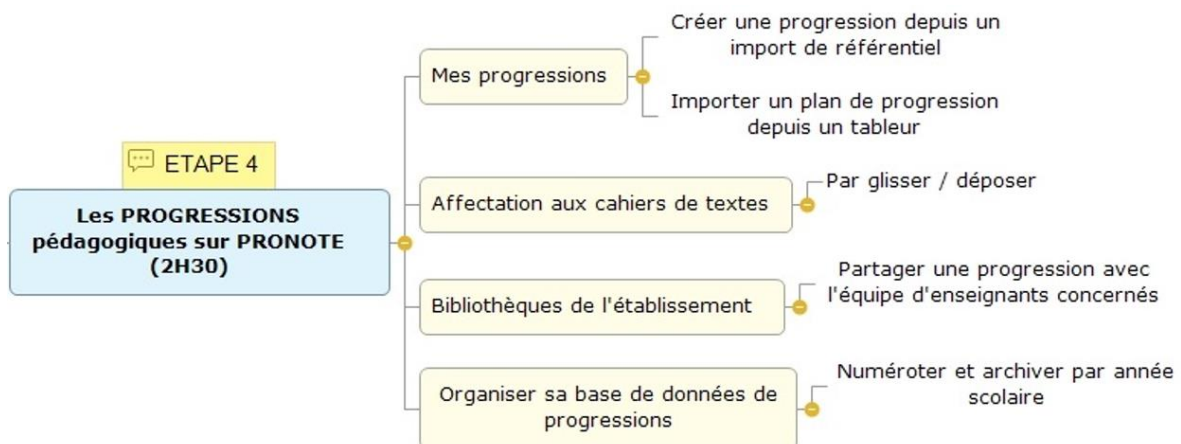 ETAPE 4
Les PROGRESSIONS
pédagogiques sur PRONOTE
(2H30)
Mes progressions
Créer une progression depuis un
import de référentiel
Importer un plan de progression
depuis un tableur
Affectation aux cahiers de textes
Par glisser / déposer
Bibliothèques de l'établissement
Partager une progression avec
l'équipe d'enseignants concernés
Organiser sa base de données de
progressions
Numéroter et archiver par année
scolaire